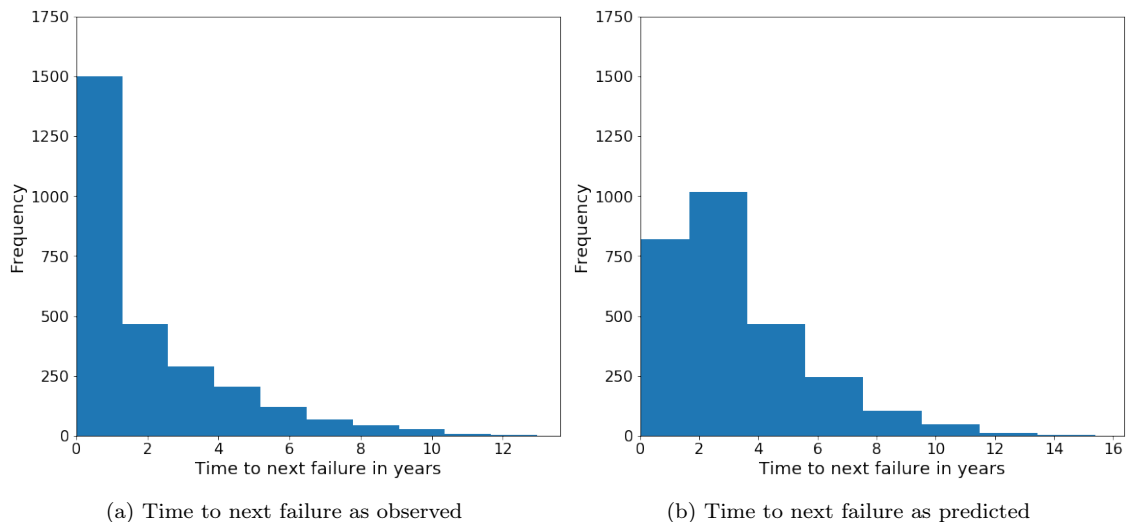 1750
1500
1250
1000
750
500
250
0
Frequency
0 2 4 6 8 10 12
Time to next failure in years
(a) Time to next failure as observed
1750
1500
1250
1000
750
500
250
0
Frequency
0 2 4 6 8 10 12 14 16
Time to next failure in years
(b) Time to next failure as predicted